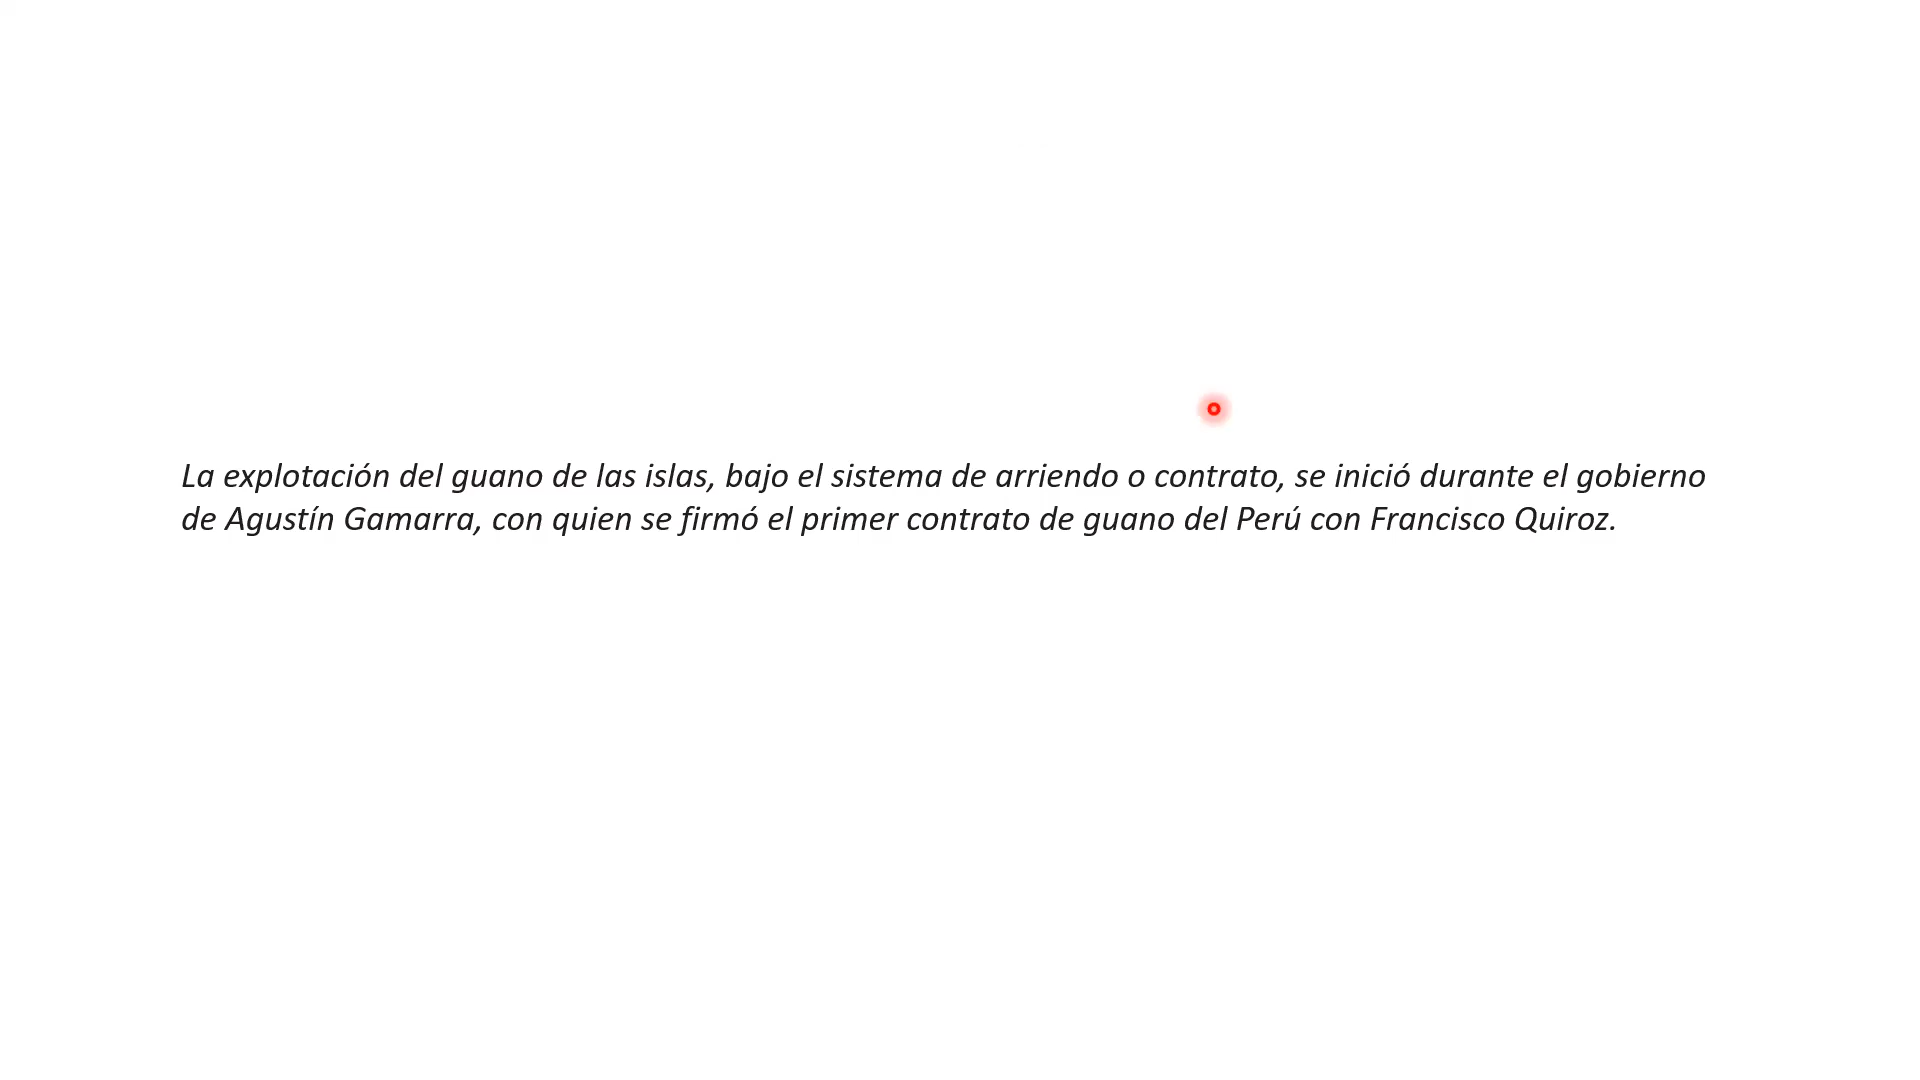 La explotación del guano de las islas, bajo el sistema de arriendo o contrato, se inició durante el gobierno
de Agustín Gamarra, con quien se firmó el primer contrato de guano del Perú con Francisco Quiroz.